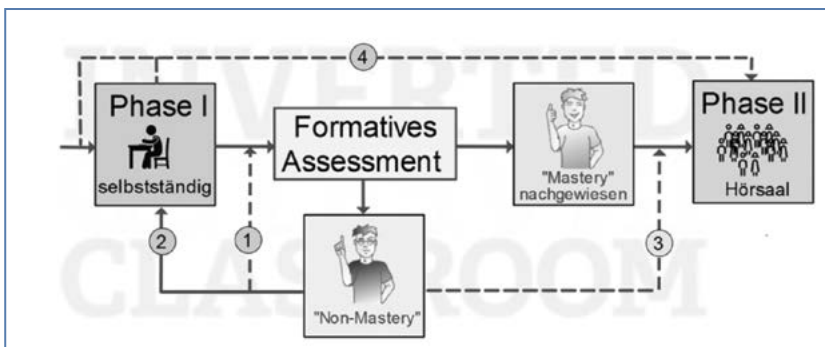 INVERTED
CLASSROOM
4
Phase I
selbstständig
Formatives
Assessment
"Mastery"
nachgewiesen
Phase II
Hörsaal
2
1
"Non-Mastery"
3